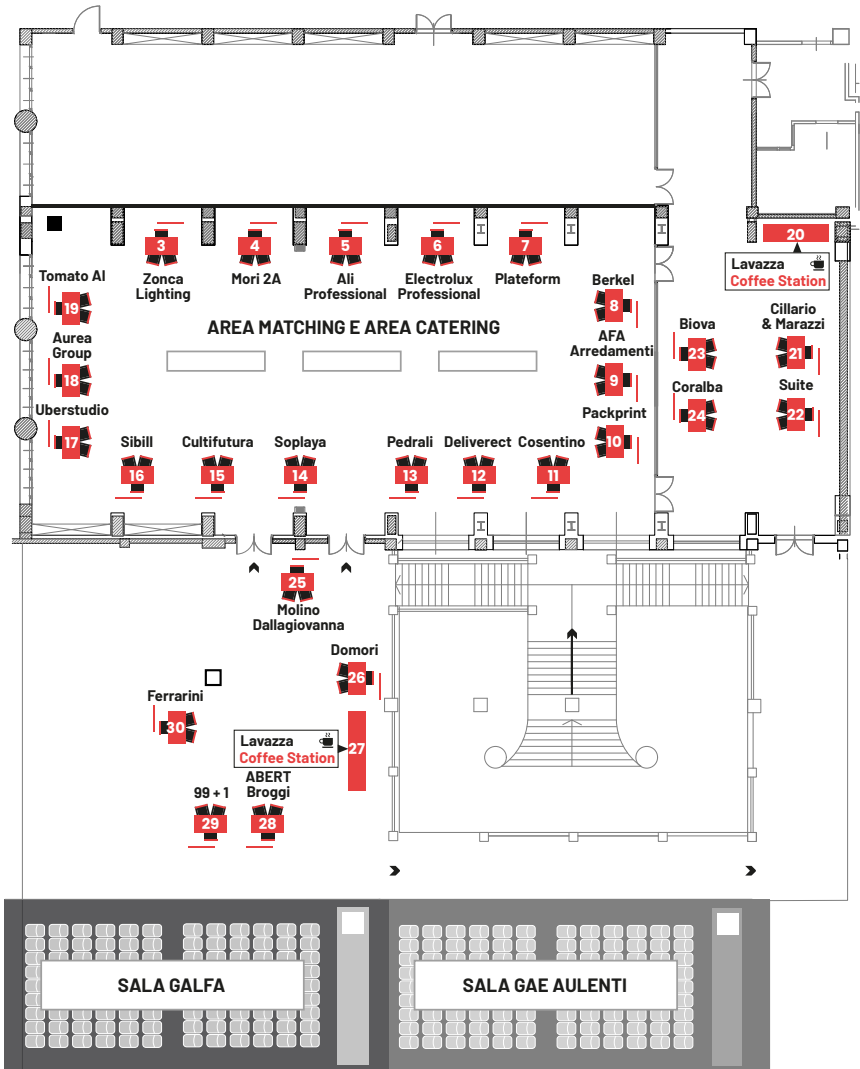 3
Zonca
Lighting
4
Mori 2A
5
Ali
Professional
6
Electrolux
Professional
7
Plateform
20
Lavazza
Coffee Station
Tomato AI
19
Berkel
8
Cillario
& Marazzi
21
Biova
23
AREA MATCHING E AREA CATERING
Aurea
Group
18
AFA
Arredamenti
9
Coralba
24
Suite
22
Uberstudio
17
Packprint
10
Sibill
16
Cultifutura
15
Soplaya
14
Pedrali
13
Deliverect
12
Cosentino
11
25
Molino
Dallagiovanna
Domori
26
Ferrarini
30
Lavazza
Coffee Station
27
99 + 1
29
ABERT
Broggi
28
SALA GALFA
SALA GAE AULENTI